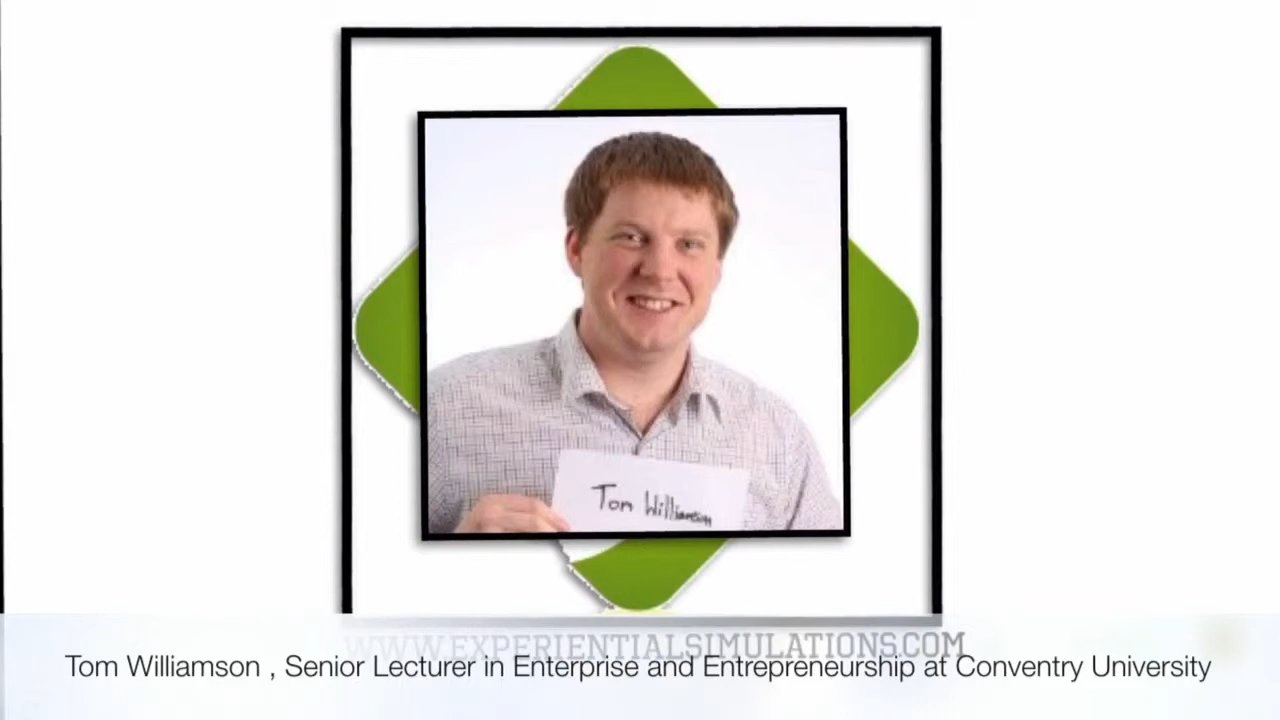 Tom Williamson
WWW.EXPERIENTIALSIMULATIONS.COM
Tom Williamson , Senior Lecturer in Enterprise and Entrepreneurship at Conventry University